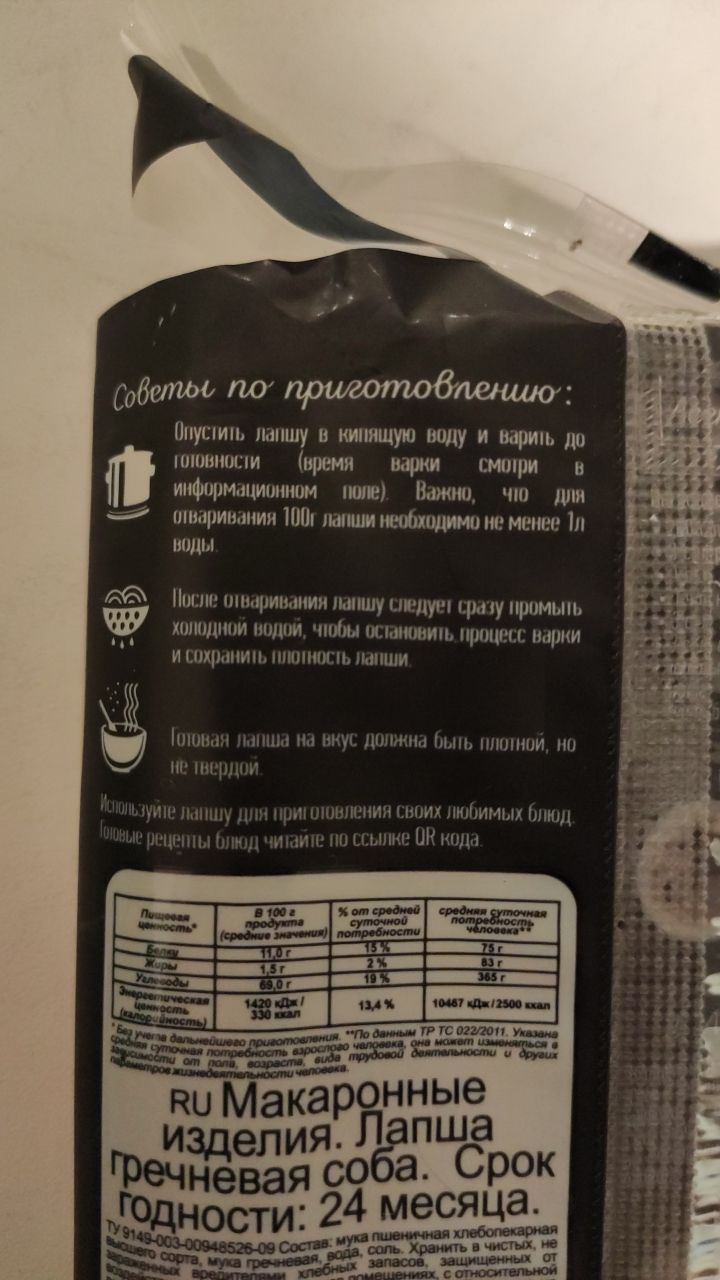 Советы по приготовлению:
Опустить лапшу в кипящую воду и варить до
готовности (время варки смотри в
информационном поле). Важно, что для
отваривания 100г лапши необходимо не менее 1л
воды.
После отваривания лапшу следует сразу промыть
холодной водой, чтобы остановить процесс варки
и сохранить плотность лапши.
Готовая лапша на вкус должна быть плотной, но
не твердой.
Используйте лапшу для приготовления своих любимых блюд.
Готовые рецепты блюд читайте по ссылке QR кода.
Пищевая ценность* В 100 г продукта (средние значения) % от средней суточной потребности средняя суточная потребность человека**
Белки 11,0 г 15 % 75 г
Жиры 1,5 г 2 % 83 г
Углеводы 69,0 г 19 % 365 г
Энергетическая ценность (калорийность) 1420 кДж / 330 ккал 13,4 % 10467 кДж/2500 ккал
*Без учета дальнейшего приготовления. **По данным ТР ТС 022/2011. Указана
средняя суточная потребность взрослого человека, она может изменяться в
зависимости от пола, возраста, вида трудовой деятельности и других
параметров жизнедеятельности человека.
RU Макаронные
изделия. Лапша
гречневая соба. Срок
годности: 24 месяца.
ТУ 9149-003-00948526-09 Состав: мука пшеничная хлебопекарная
высшего сорта, мука гречневая, вода, соль. Хранить в чистых, не
зараженных вредителями хлебных запасов, защищенных от
помещениях, с относительной